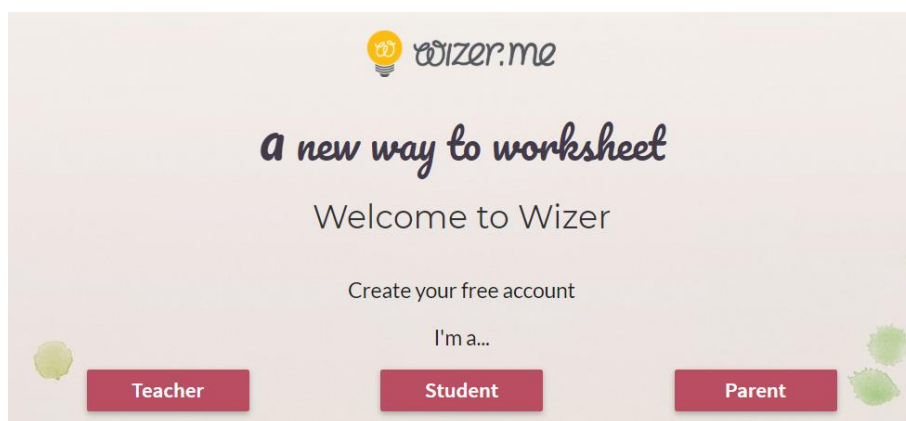 wizer.me
a new way to worksheet
Welcome to Wizer
Create your free account
I'm a...
Teacher Student Parent